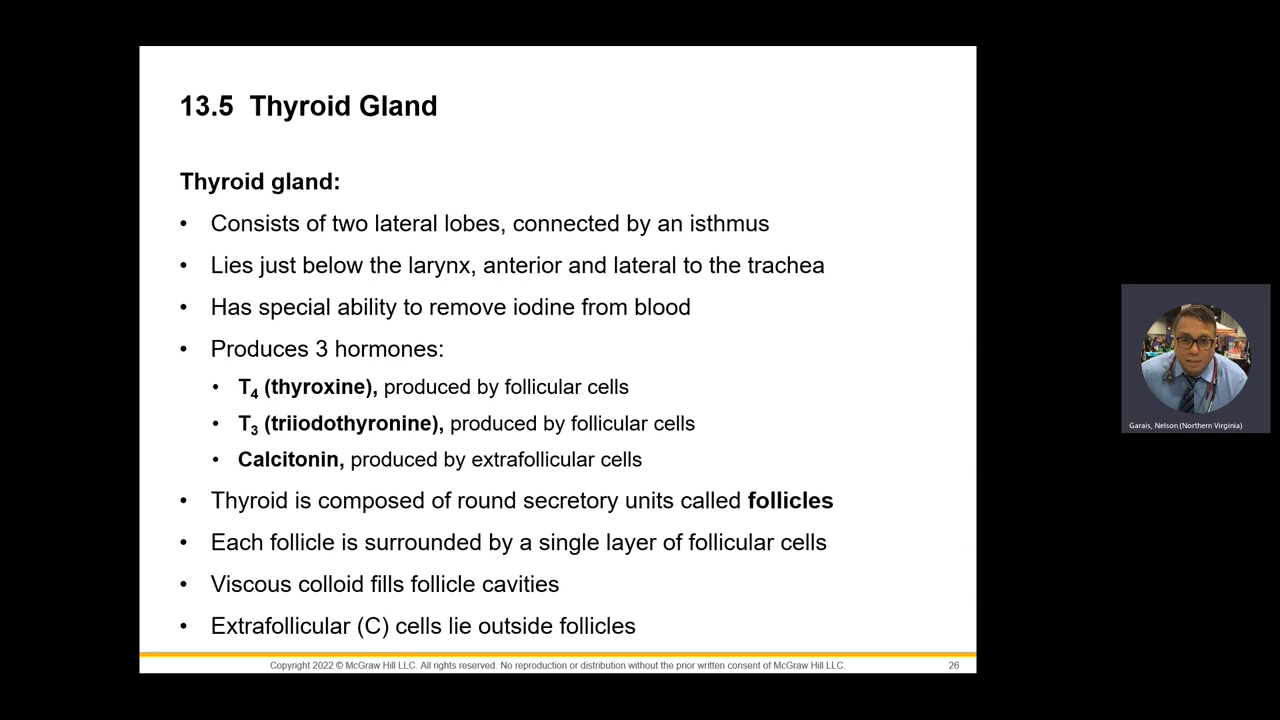 13.5 Thyroid Gland
Thyroid gland:
• Consists of two lateral lobes, connected by an isthmus
• Lies just below the larynx, anterior and lateral to the trachea
• Has special ability to remove iodine from blood
• Produces 3 hormones:
• T4 (thyroxine), produced by follicular cells
• T3 (triiodothyronine), produced by follicular cells
• Calcitonin, produced by extrafollicular cells
• Thyroid is composed of round secretory units called follicles
• Each follicle is surrounded by a single layer of follicular cells
• Viscous colloid fills follicle cavities
• Extrafollicular (C) cells lie outside follicles
Copyright 2022 © McGraw Hill LLC. All rights reserved. No reproduction or distribution without the prior written consent of McGraw Hill LLC. 26
Garais, Nelson (Northern Virginia)